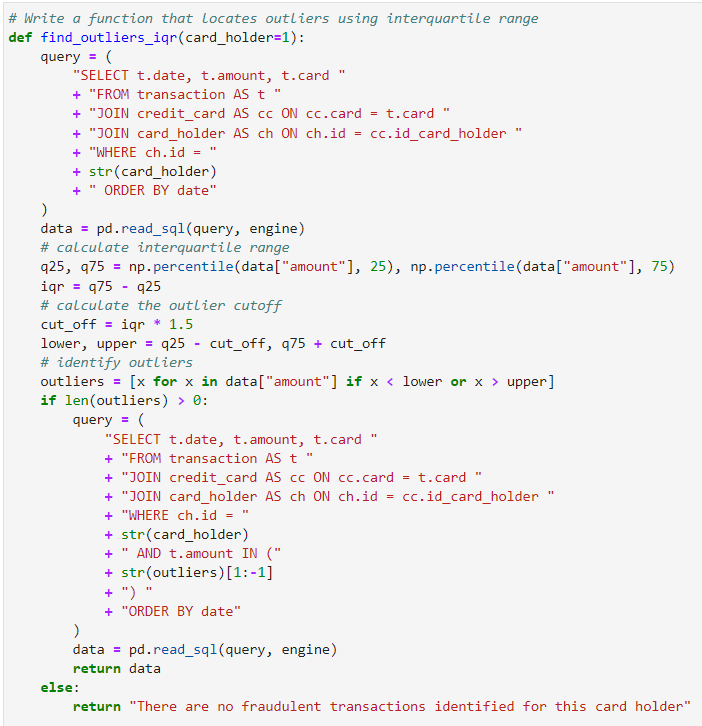 # Write a function that locates outliers using interquartile range
def find_outliers_iqr(card_holder=1):
    query = (
        "SELECT t.date, t.amount, t.card "
        + "FROM transaction AS t "
        + "JOIN credit_card AS cc ON cc.card = t.card "
        + "JOIN card_holder AS ch ON ch.id = cc.id_card_holder "
        + "WHERE ch.id = "
        + str(card_holder)
        + " ORDER BY date"
    )
    data = pd.read_sql(query, engine)
    # calculate interquartile range
    q25, q75 = np.percentile(data["amount"], 25), np.percentile(data["amount"], 75)
    iqr = q75 - q25
    # calculate the outlier cutoff
    cut_off = iqr * 1.5
    lower, upper = q25 - cut_off, q75 + cut_off
    # identify outliers
    outliers = [x for x in data["amount"] if x < lower or x > upper]
    if len(outliers) > 0:
        query = (
            "SELECT t.date, t.amount, t.card "
            + "FROM transaction AS t "
            + "JOIN credit_card AS cc ON cc.card = t.card "
            + "JOIN card_holder AS ch ON ch.id = cc.id_card_holder "
            + "WHERE ch.id = "
            + str(card_holder)
            + " AND t.amount IN ("
            + str(outliers)[1:-1]
            + ") "
            + "ORDER BY date"
        )
        data = pd.read_sql(query, engine)
        return data
    else:
        return "There are no fraudulent transactions identified for this card holder"